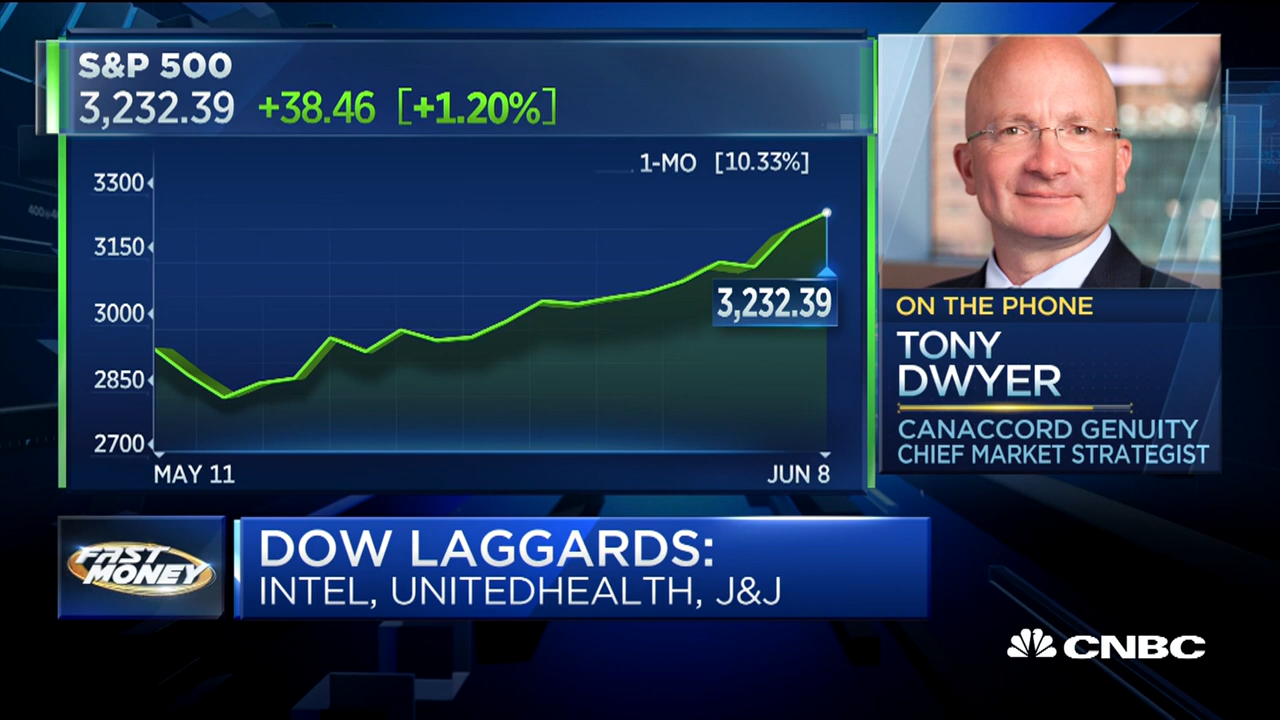 S&P 500
3,232.39 +38.46 [+1.20%]
1-MO [10.33%]
3300
3150
3000
2850
2700
3,232.39
MAY 11
JUN 8
ON THE PHONE
TONY
DWYER
CANACCORD GENUITY
CHIEF MARKET STRATEGIST
FAST
MONEY
DOW LAGGARDS:
INTEL, UNITEDHEALTH, J&J
CNBC